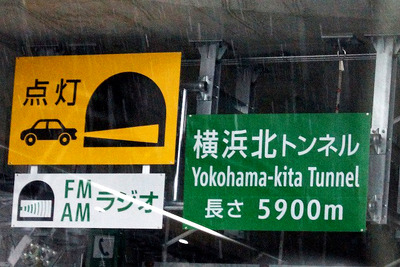 点灯
FM
AM
ラジオ
横浜北トンネル
Yokohama-kita Tunnel
長さ 5900m